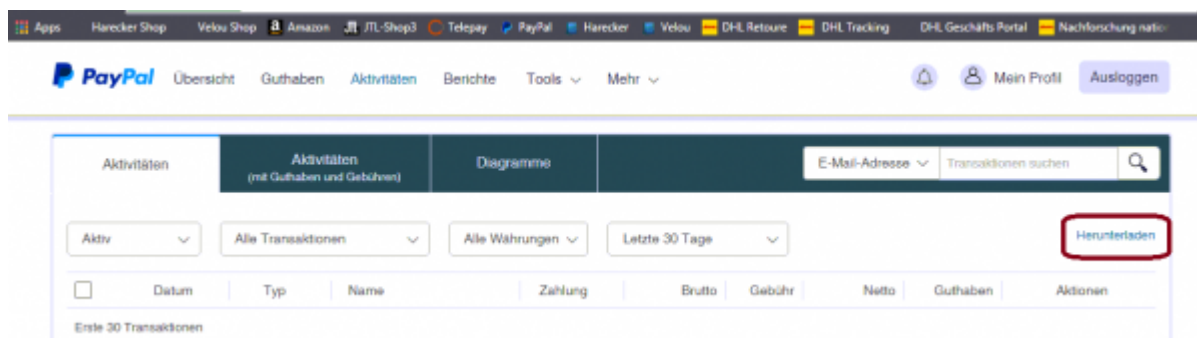 Apps Harecker Shop Velou Shop Amazon JTL-Shop3 Telepay PayPal Harecker Velou DHL Retoure DHL Tracking DHL Geschäfts Portal Nachforschung natio
PayPal Übersicht Guthaben Aktivitäten Berichte Tools Mehr Mein Profil Ausloggen
Aktivitäten Aktivitäten Diagramme E-Mail-Adresse Transaktionen suchen
(mit Guthaben und Gebühren)
Aktiv Alle Transaktionen Alle Währungen Letzte 30 Tage Herunterladen
Datum Typ Name Zahlung Brutto Gebühr Netto Guthaben Aktionen
Erste 30 Transaktionen